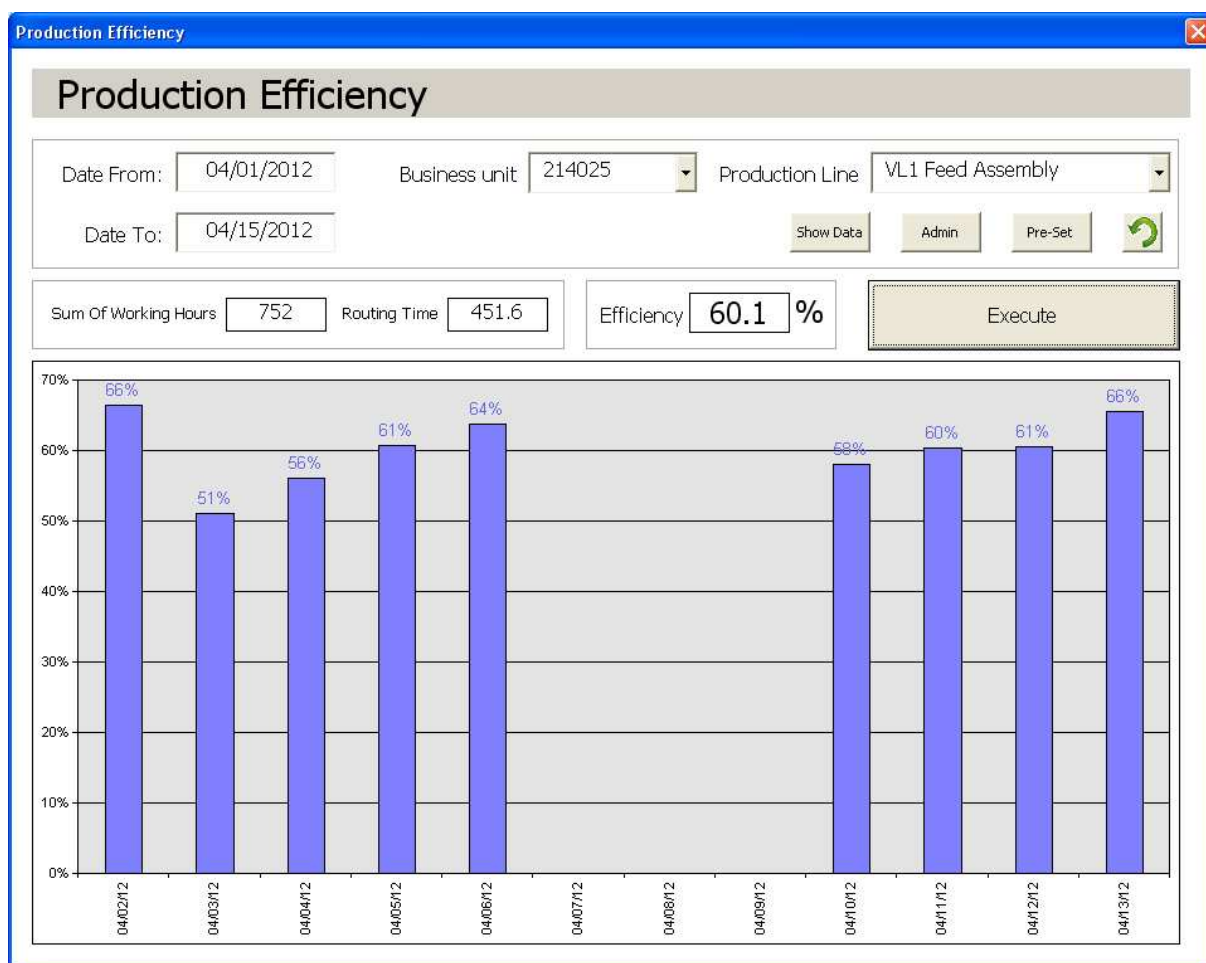 Production Efficiency
Production Efficiency
Date From: 04/01/2012 Business unit 214025 Production Line VL1 Feed Assembly
Date To: 04/15/2012 Show Data Admin Pre-Set
Sum Of Working Hours 752 Routing Time 451.6 Efficiency 60.1 % Execute
70%
60%
50%
40%
30%
20%
10%
0%
66% 51% 56% 61% 64% 58% 60% 61% 66%
04/02/12 04/03/12 04/04/12 04/05/12 04/06/12 04/07/12 04/08/12 04/09/12 04/10/12 04/11/12 04/12/12 04/13/12